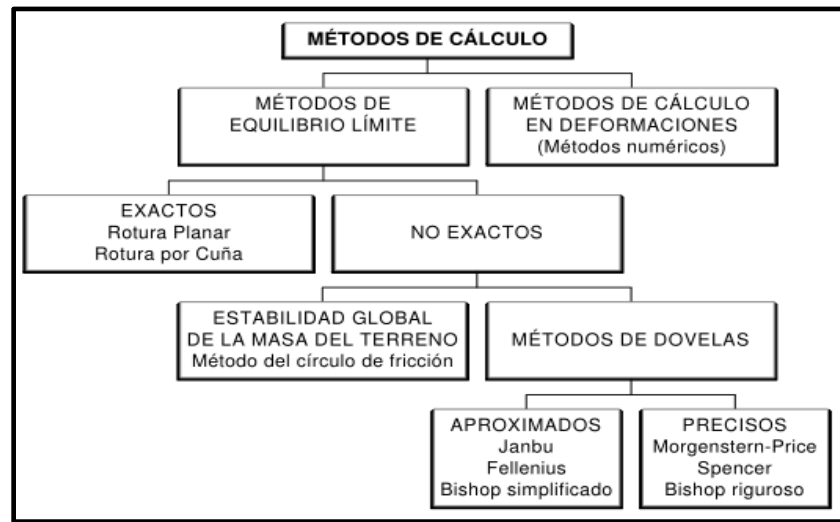 MÉTODOS DE CÁLCULO
MÉTODOS DE
EQUILIBRIO LÍMITE
MÉTODOS DE CÁLCULO
EN DEFORMACIONES
(Métodos numéricos)
EXACTOS
Rotura Planar
Rotura por Cuña
NO EXACTOS
ESTABILIDAD GLOBAL
DE LA MASA DEL TERRENO
Método del círculo de fricción
MÉTODOS DE DOVELAS
APROXIMADOS
Janbu
Fellenius
Bishop simplificado
PRECISOS
Morgenstern-Price
Spencer
Bishop riguroso